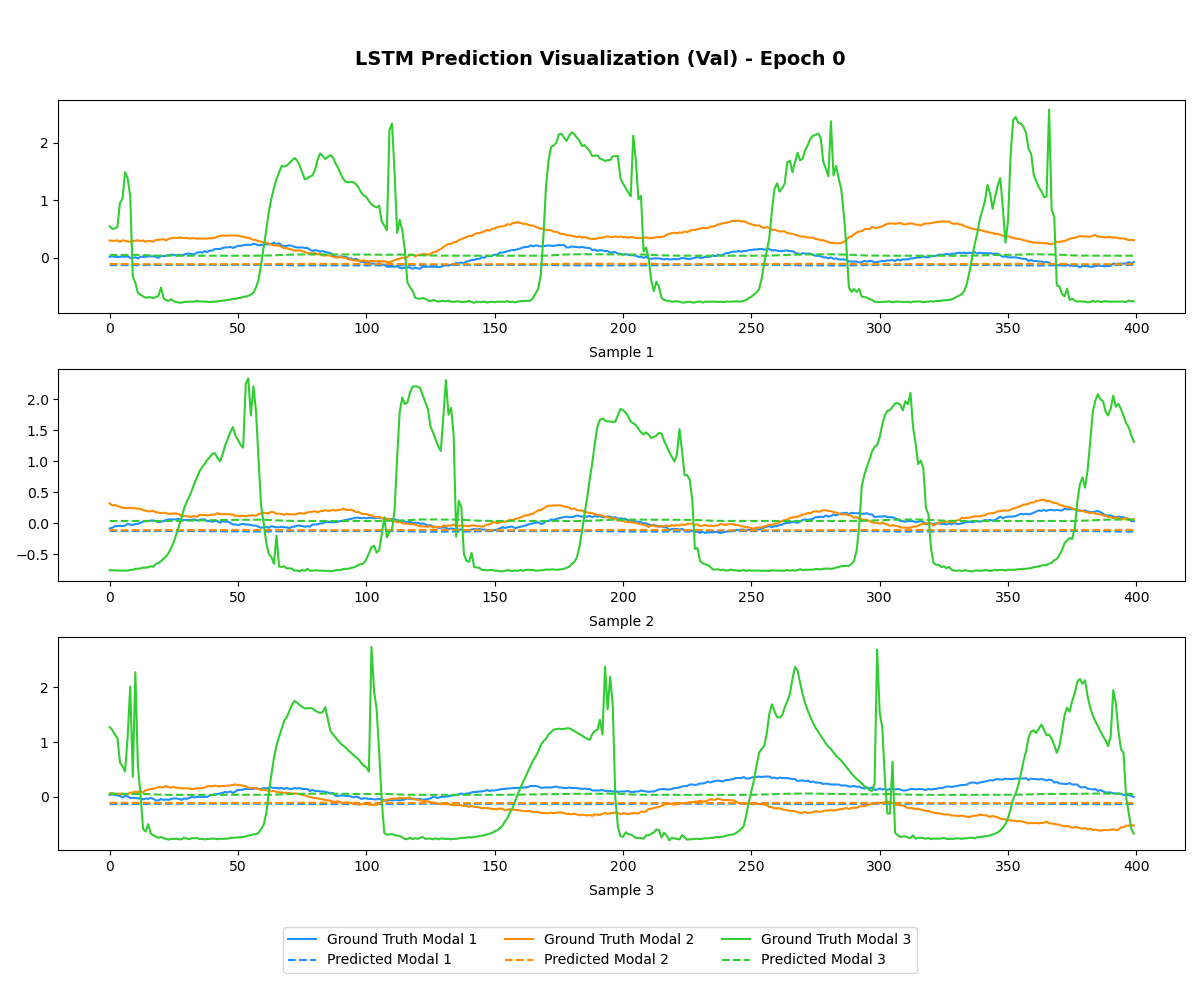 LSTM Prediction Visualization (Val) - Epoch 0
2
1
0
0 50 100 150 200 250 300 350 400
Sample 1
2.0
1.5
1.0
0.5
0.0
−0.5
0 50 100 150 200 250 300 350 400
Sample 2
2
1
0
0 50 100 150 200 250 300 350 400
Sample 3
Ground Truth Modal 1 Ground Truth Modal 2 Ground Truth Modal 3
Predicted Modal 1 Predicted Modal 2 Predicted Modal 3